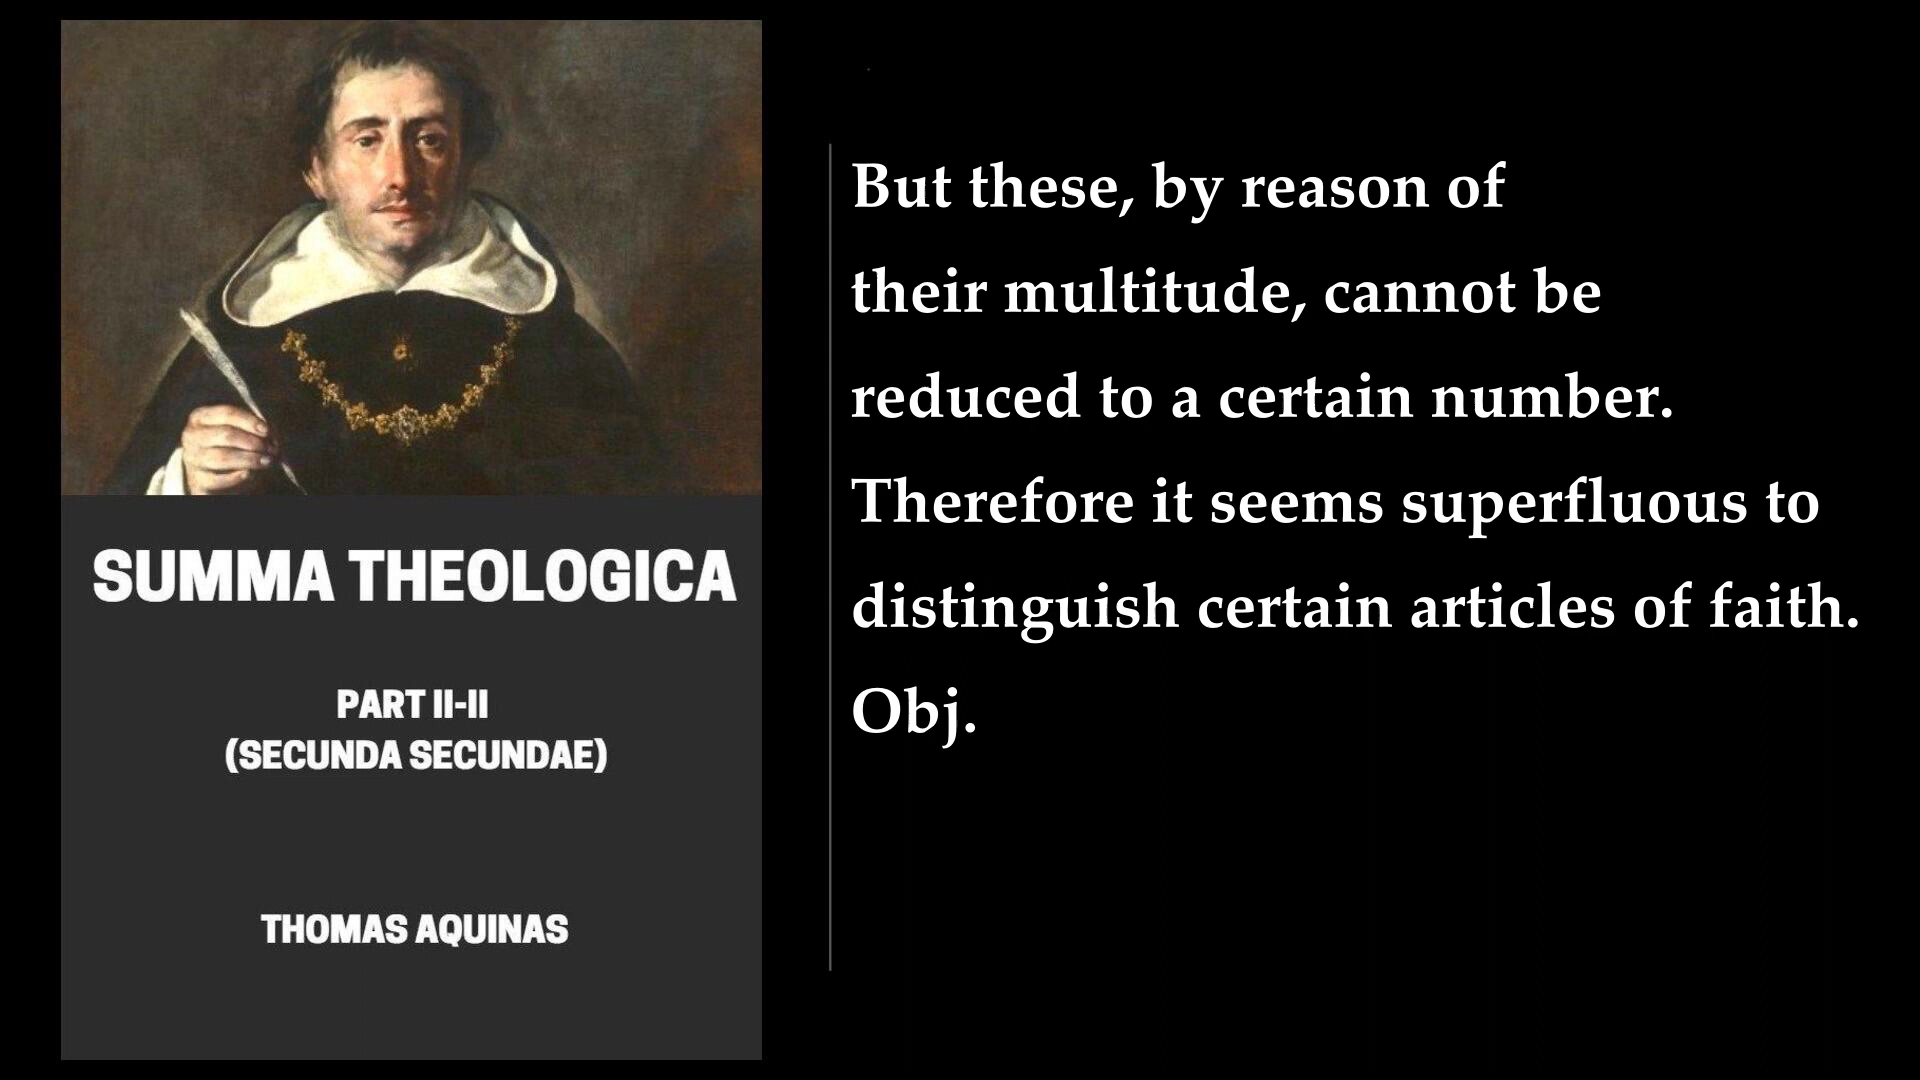 SUMMA THEOLOGICA
PART II-II
(SECUNDA SECUNDAE)
THOMAS AQUINAS
But these, by reason of
their multitude, cannot be
reduced to a certain number.
Therefore it seems superfluous to
distinguish certain articles of faith.
Obj.